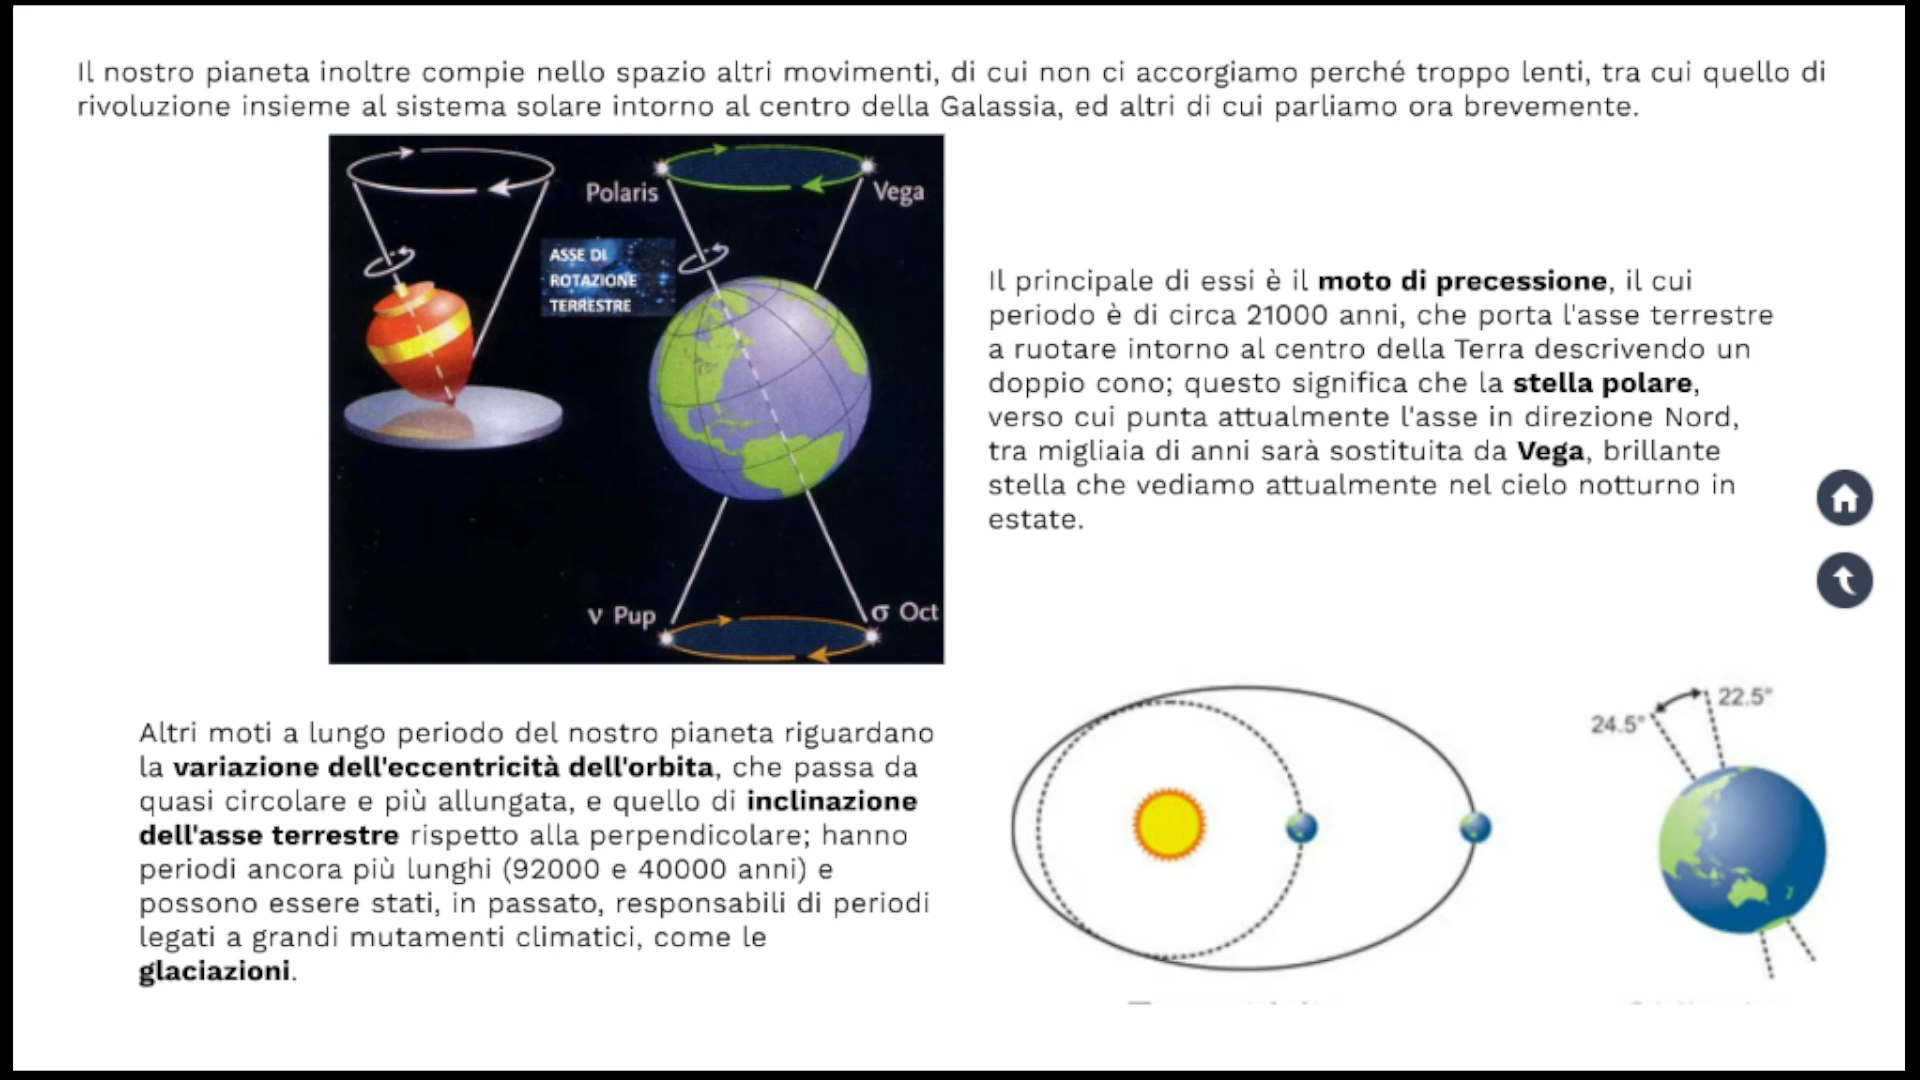 Il nostro pianeta inoltre compie nello spazio altri movimenti, di cui non ci accorgiamo perché troppo lenti, tra cui quello di
rivoluzione insieme al sistema solare intorno al centro della Galassia, ed altri di cui parliamo ora brevemente.
Polaris
Vega
ASSE DI
ROTAZIONE
TERRESTRE
ν Pup
σ Oct
Il principale di essi è il moto di precessione, il cui
periodo è di circa 21000 anni, che porta l'asse terrestre
a ruotare intorno al centro della Terra descrivendo un
doppio cono; questo significa che la stella polare,
verso cui punta attualmente l'asse in direzione Nord,
tra migliaia di anni sarà sostituita da Vega, brillante
stella che vediamo attualmente nel cielo notturno in
estate.
Altri moti a lungo periodo del nostro pianeta riguardano
la variazione dell'eccentricità dell'orbita, che passa da
quasi circolare e più allungata, e quello di inclinazione
dell'asse terrestre rispetto alla perpendicolare; hanno
periodi ancora più lunghi (92000 e 40000 anni) e
possono essere stati, in passato, responsabili di periodi
legati a grandi mutamenti climatici, come le
glaciazioni.
22.5°
24.5°